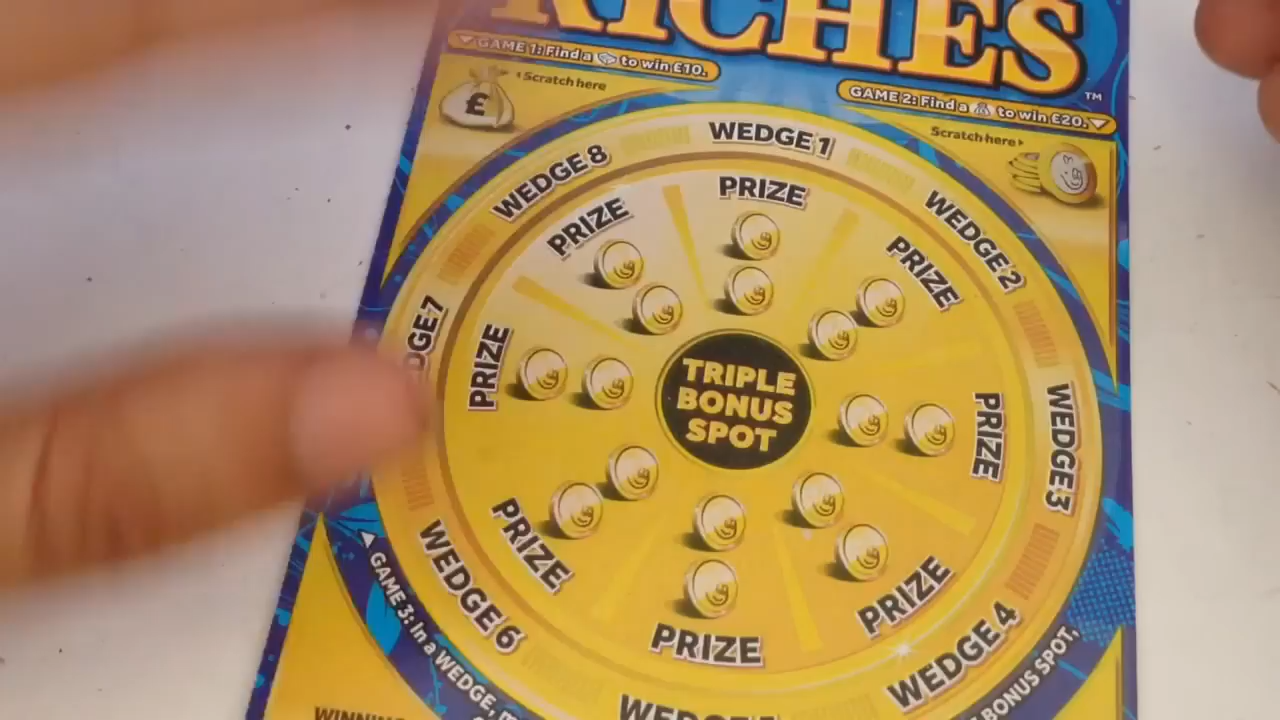 RICHES
TM
GAME 1: Find a to win £10.
Scratch here
£
GAME 2: Find a to win £20.
Scratch here
WEDGE 1
PRIZE
WEDGE 2
PRIZE
WEDGE 3
PRIZE
WEDGE 4
PRIZE
PRIZE
WEDGE 6
PRIZE
PRIZE
WEDGE 8
PRIZE
TRIPLE
BONUS
SPOT
GAME 3: In a WEDGE,
BONUS SPOT,